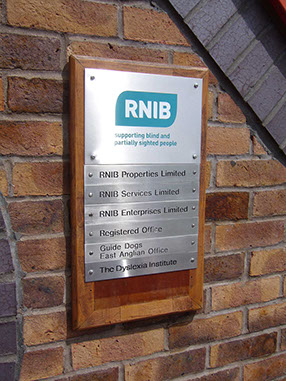 RNIB
supporting blind and
partially sighted people
RNIB Properties Limited
RNIB Services Limited
RNIB Enterprises Limited
Registered Office
Guide Dogs
East Anglian Office
The Dyslexia Institute